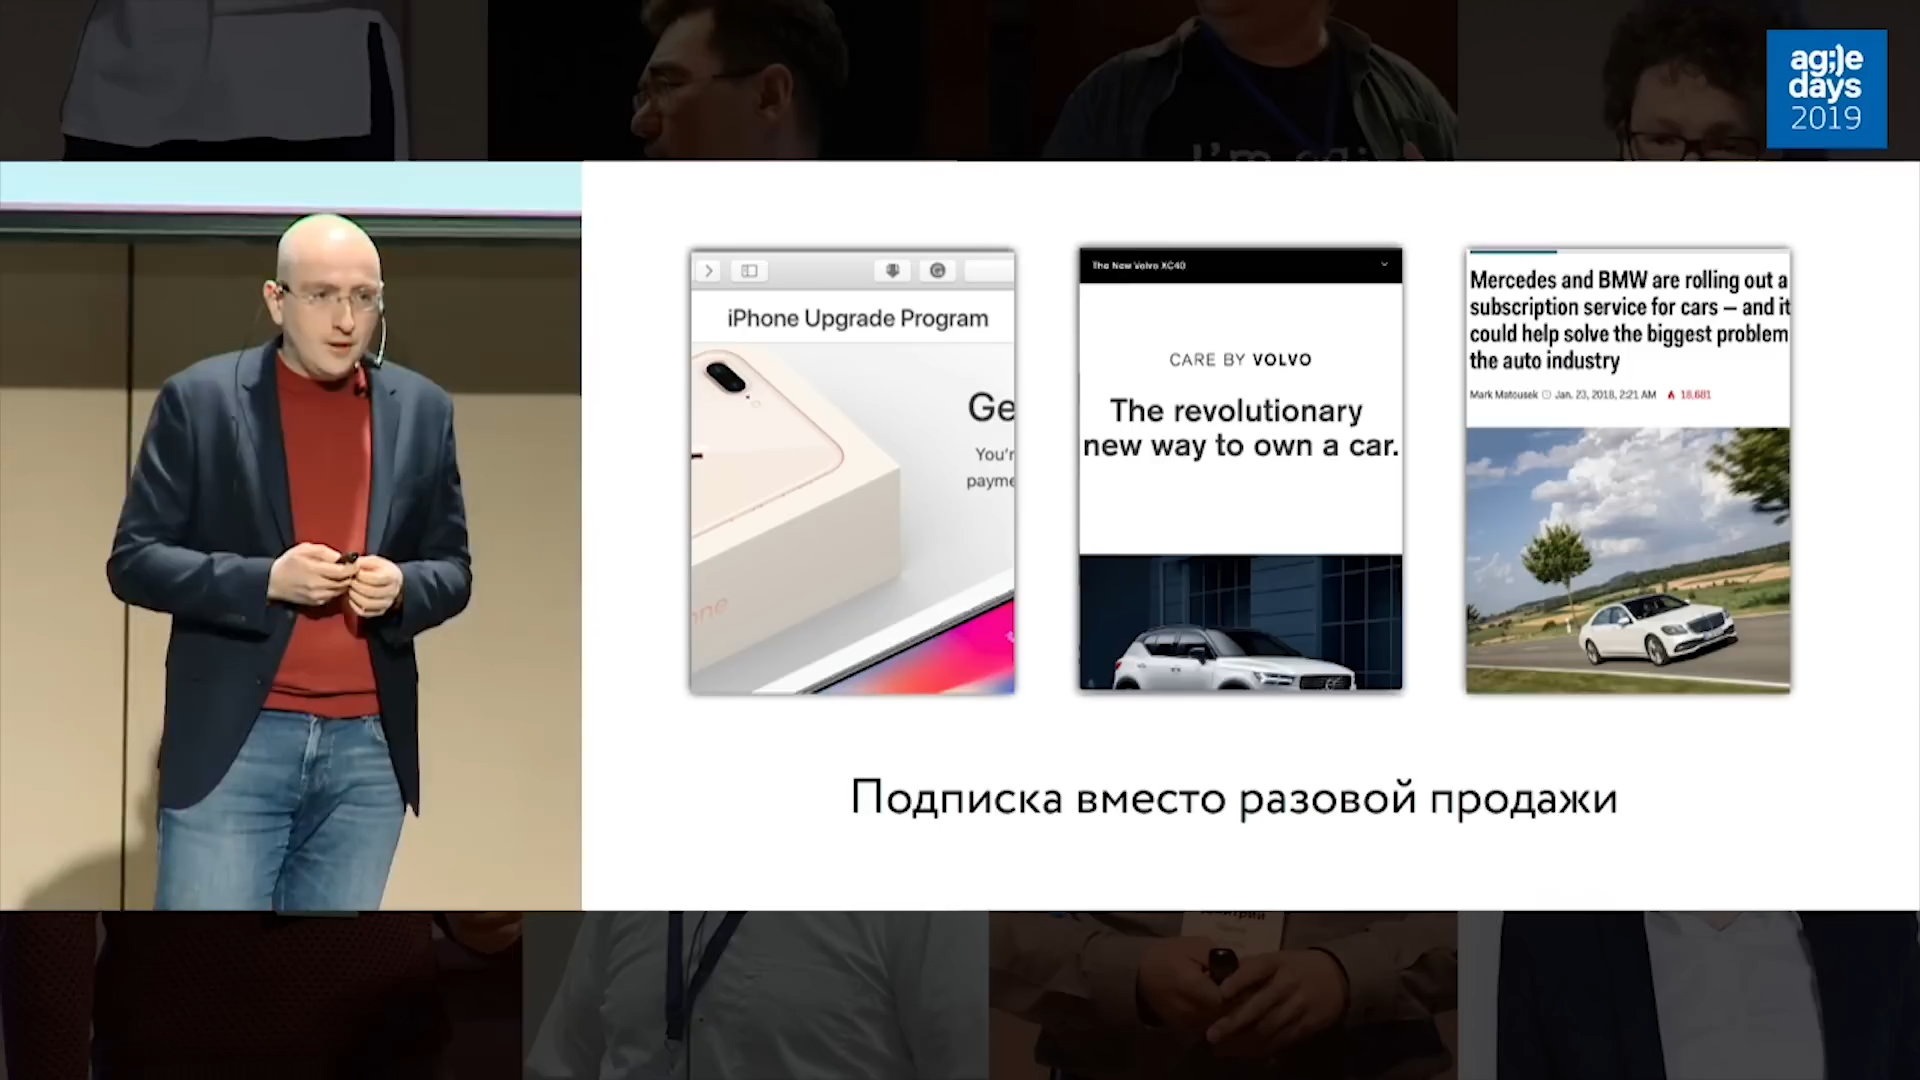 ag;)e
days
2019
I'm agi
iPhone Upgrade Program
Ge
You'r
payme
one
The New Volvo XC40
CARE BY VOLVO
The revolutionary
new way to own a car.
Mercedes and BMW are rolling out a
subscription service for cars — and it
could help solve the biggest problem
the auto industry
Mark Matousek Jan. 23, 2018, 2:21 AM 18,681
Подписка вместо разовой продажи